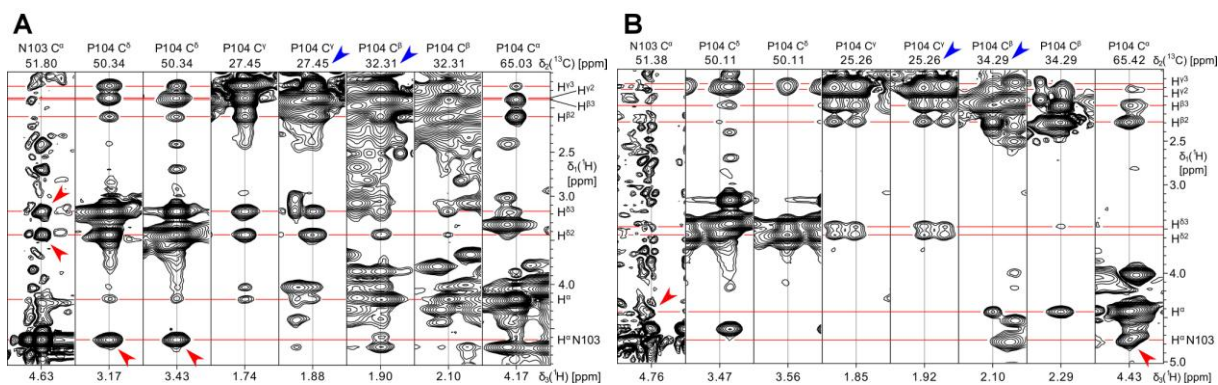 A
N103 Cα P104 Cδ P104 Cδ P104 Cγ P104 Cγ P104 Cβ P104 Cβ P104 Cα
51.80 50.34 50.34 27.45 27.45 32.31 32.31 65.03 δ2(13C) [ppm]
Hγ3
Hγ2
Hβ3
Hβ2
2.5
δ1(1H)
[ppm]
3.0
Hδ3
Hδ2
4.0
Hα
Hα N103
4.63 3.17 3.43 1.74 1.88 1.90 2.10 4.17 δ3(1H) [ppm]
B
N103 Cα P104 Cδ P104 Cδ P104 Cγ P104 Cγ P104 Cβ P104 Cβ P104 Cα
51.38 50.11 50.11 25.26 25.26 34.29 34.29 65.42 δ2(13C) [ppm]
Hγ3
Hγ2
Hβ3
Hβ2
2.5
δ1(1H)
[ppm]
3.0
Hδ3
Hδ2
4.0
Hα
Hα N103
5.0
4.76 3.47 3.56 1.85 1.92 2.10 2.29 4.43 δ3(1H) [ppm]